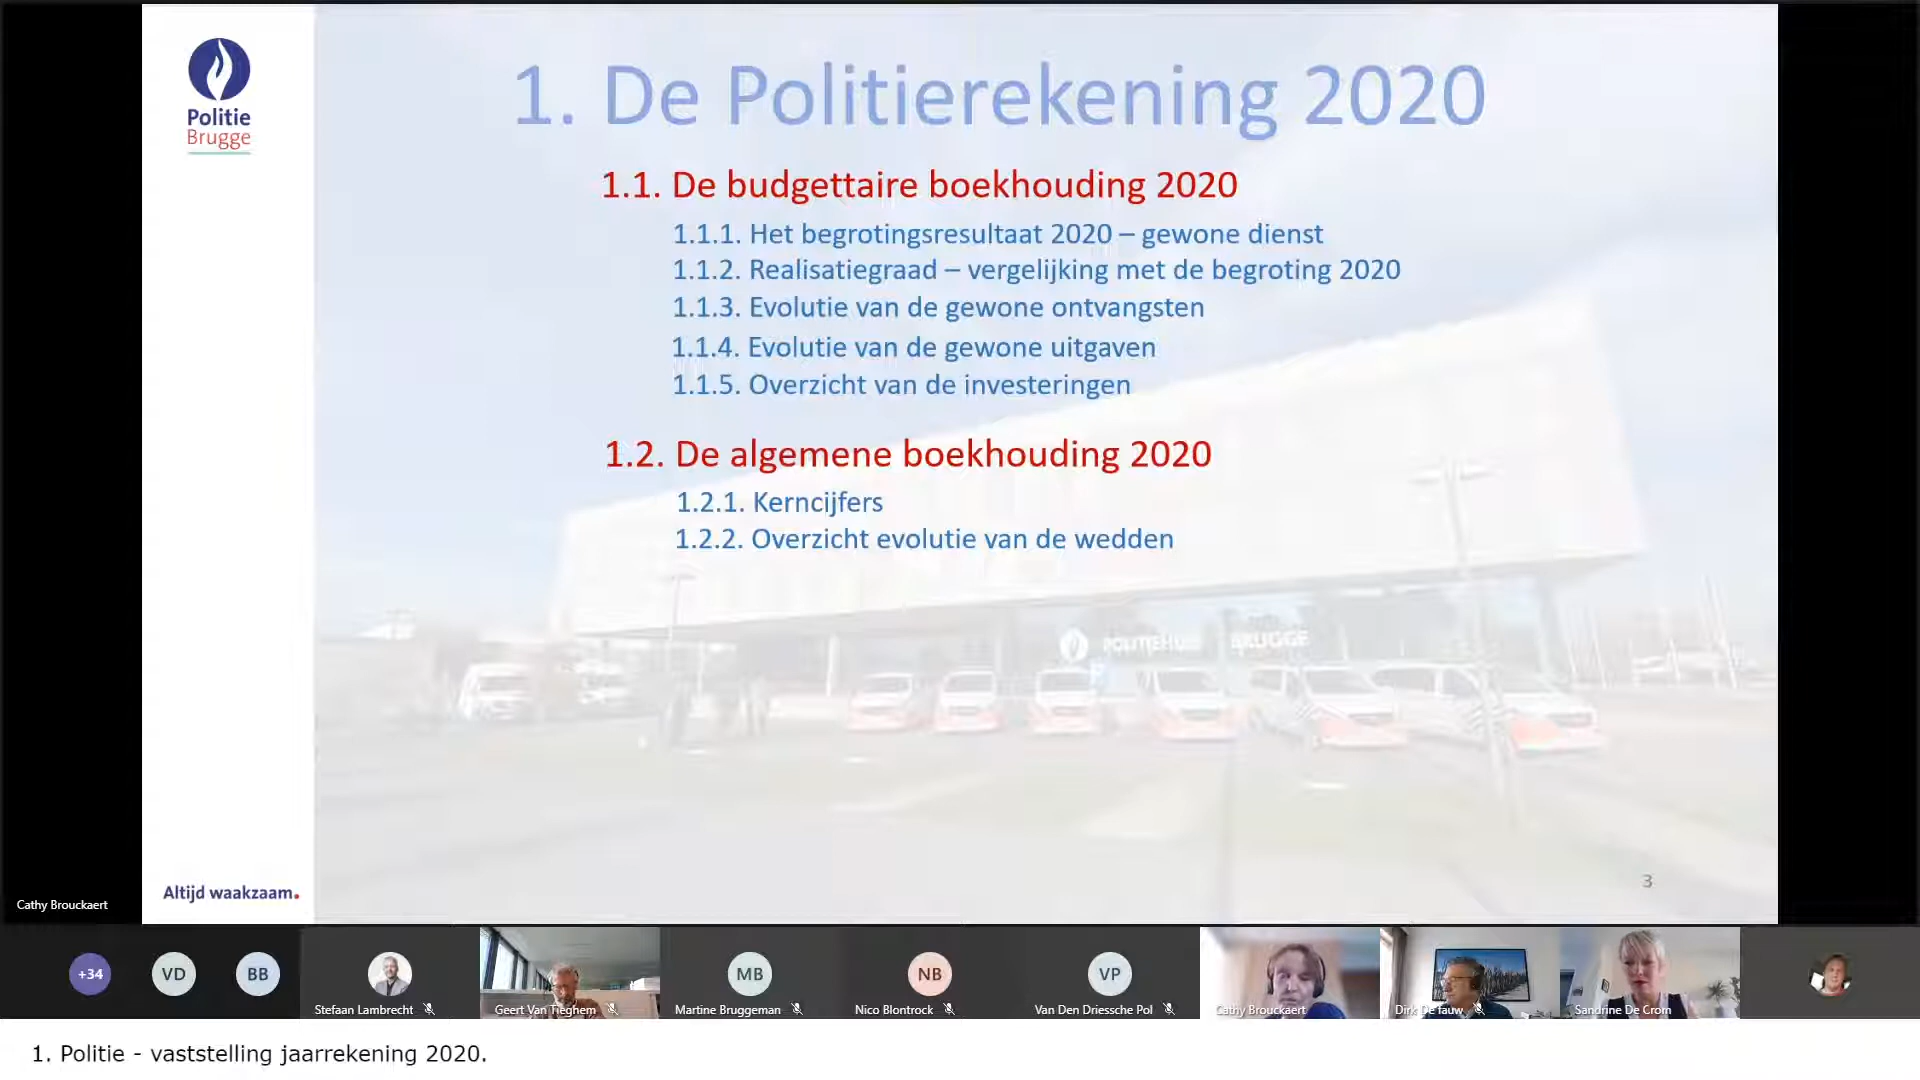 Politie
Brugge
1. De Politierekening 2020
1.1. De budgettaire boekhouding 2020
1.1.1. Het begrotingsresultaat 2020 – gewone dienst
1.1.2. Realisatiegraad – vergelijking met de begroting 2020
1.1.3. Evolutie van de gewone ontvangsten
1.1.4. Evolutie van de gewone uitgaven
1.1.5. Overzicht van de investeringen
1.2. De algemene boekhouding 2020
1.2.1. Kerncijfers
1.2.2. Overzicht evolutie van de wedden
POLITIEHUIS BRUGGE
3
Altijd waakzaam.
Cathy Brouckaert
+34
VD
BB
Stefaan Lambrecht
Geert Van Tieghem
MB
Martine Bruggeman
NB
Nico Blontrock
VP
Van Den Driessche Pol
Cathy Brouckaert
Dirk De fauw
Sandrine De Crom
1. Politie - vaststelling jaarrekening 2020.